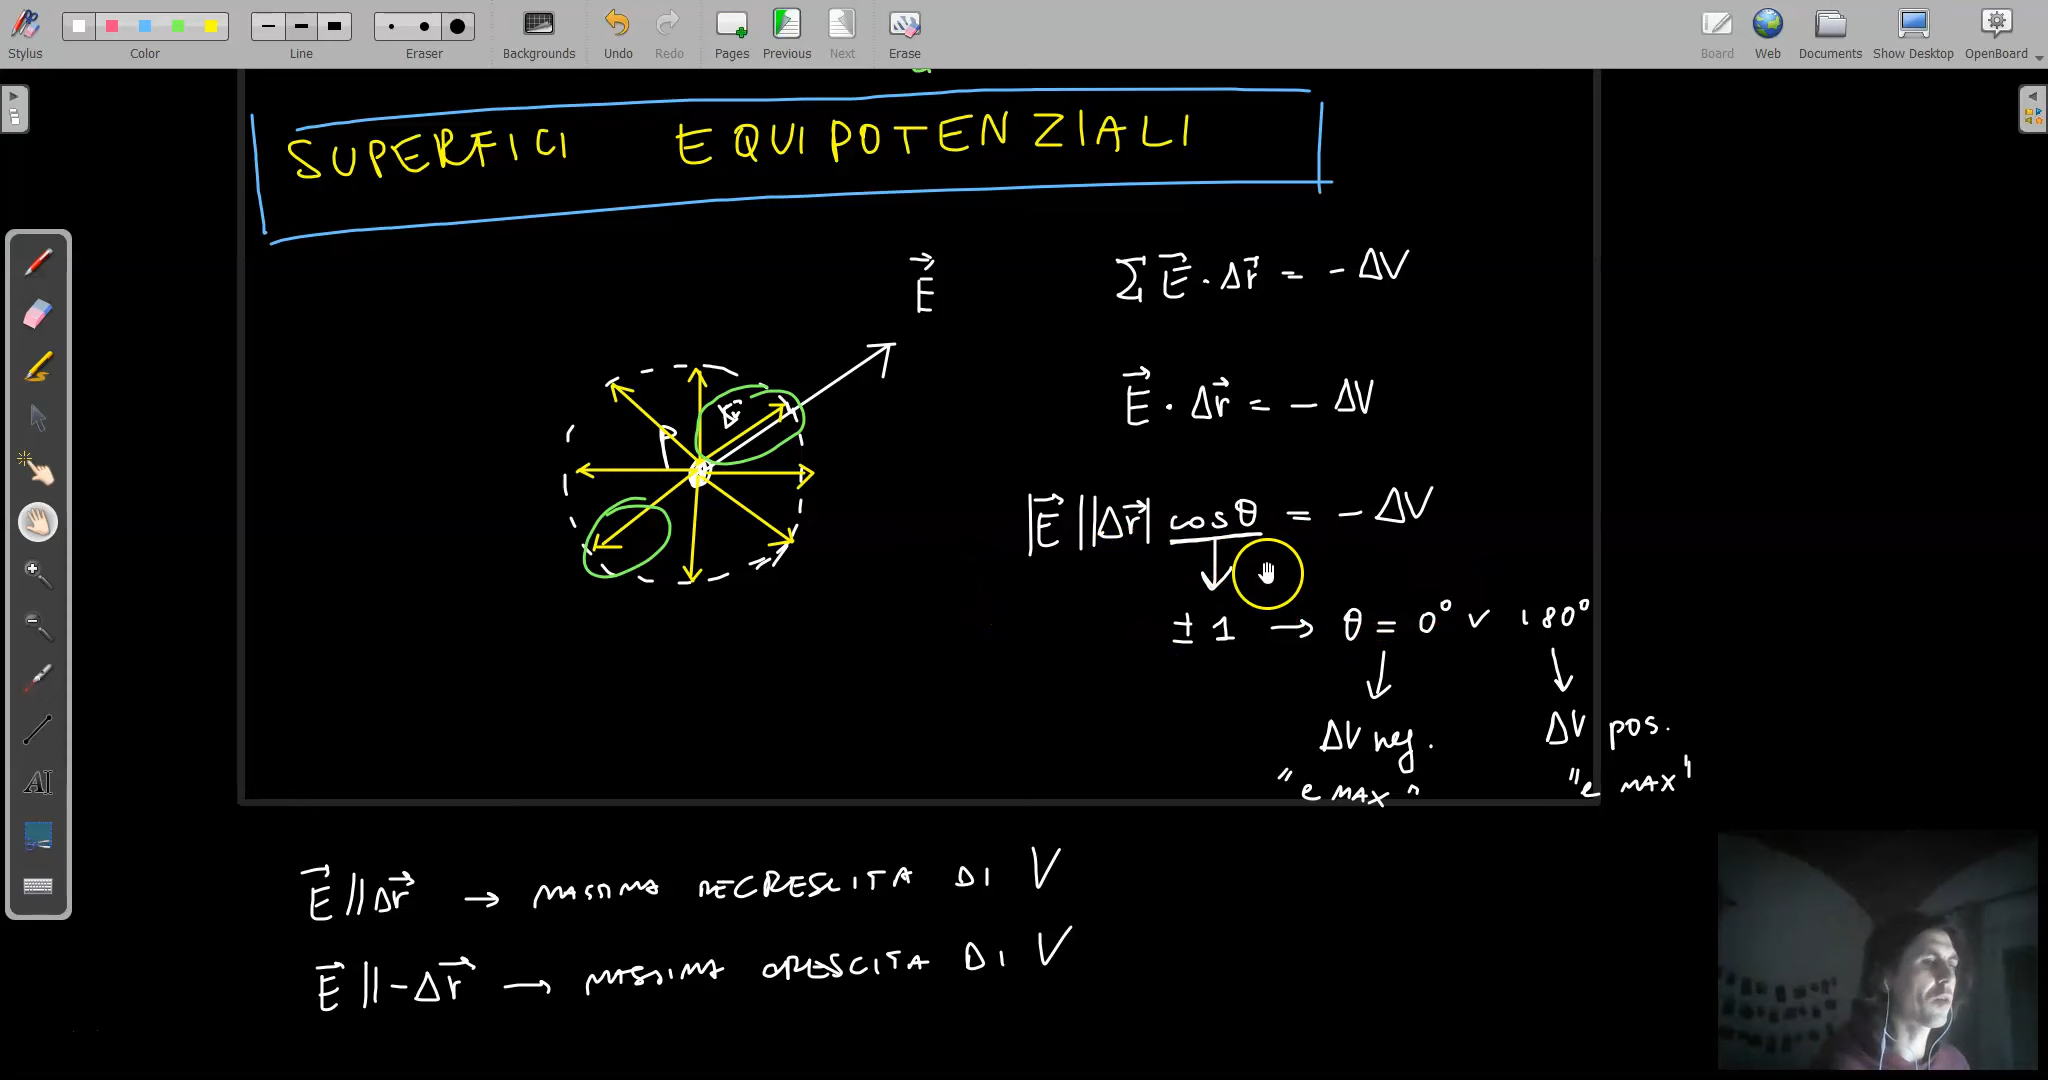 Stylus Color Line Eraser Backgrounds Undo Redo Pages Previous Next Erase Board Web Documents Show Desktop OpenBoard
SUPERFICI EQUIPOTENZIALI
E⃗
Δr⃗
P
Σ E⃗ · Δr⃗ = - ΔV
E⃗ · Δr⃗ = - ΔV
|E⃗||Δr⃗| cos θ = - ΔV
± 1 → θ = 0° ∨ 180°
ΔV neg. ΔV pos.
"e MAX" "e MAX"
E⃗ // Δr⃗ → MASSIMA DECRESCITA DI V
E⃗ // - Δr⃗ → MASSIMA CRESCITA DI V